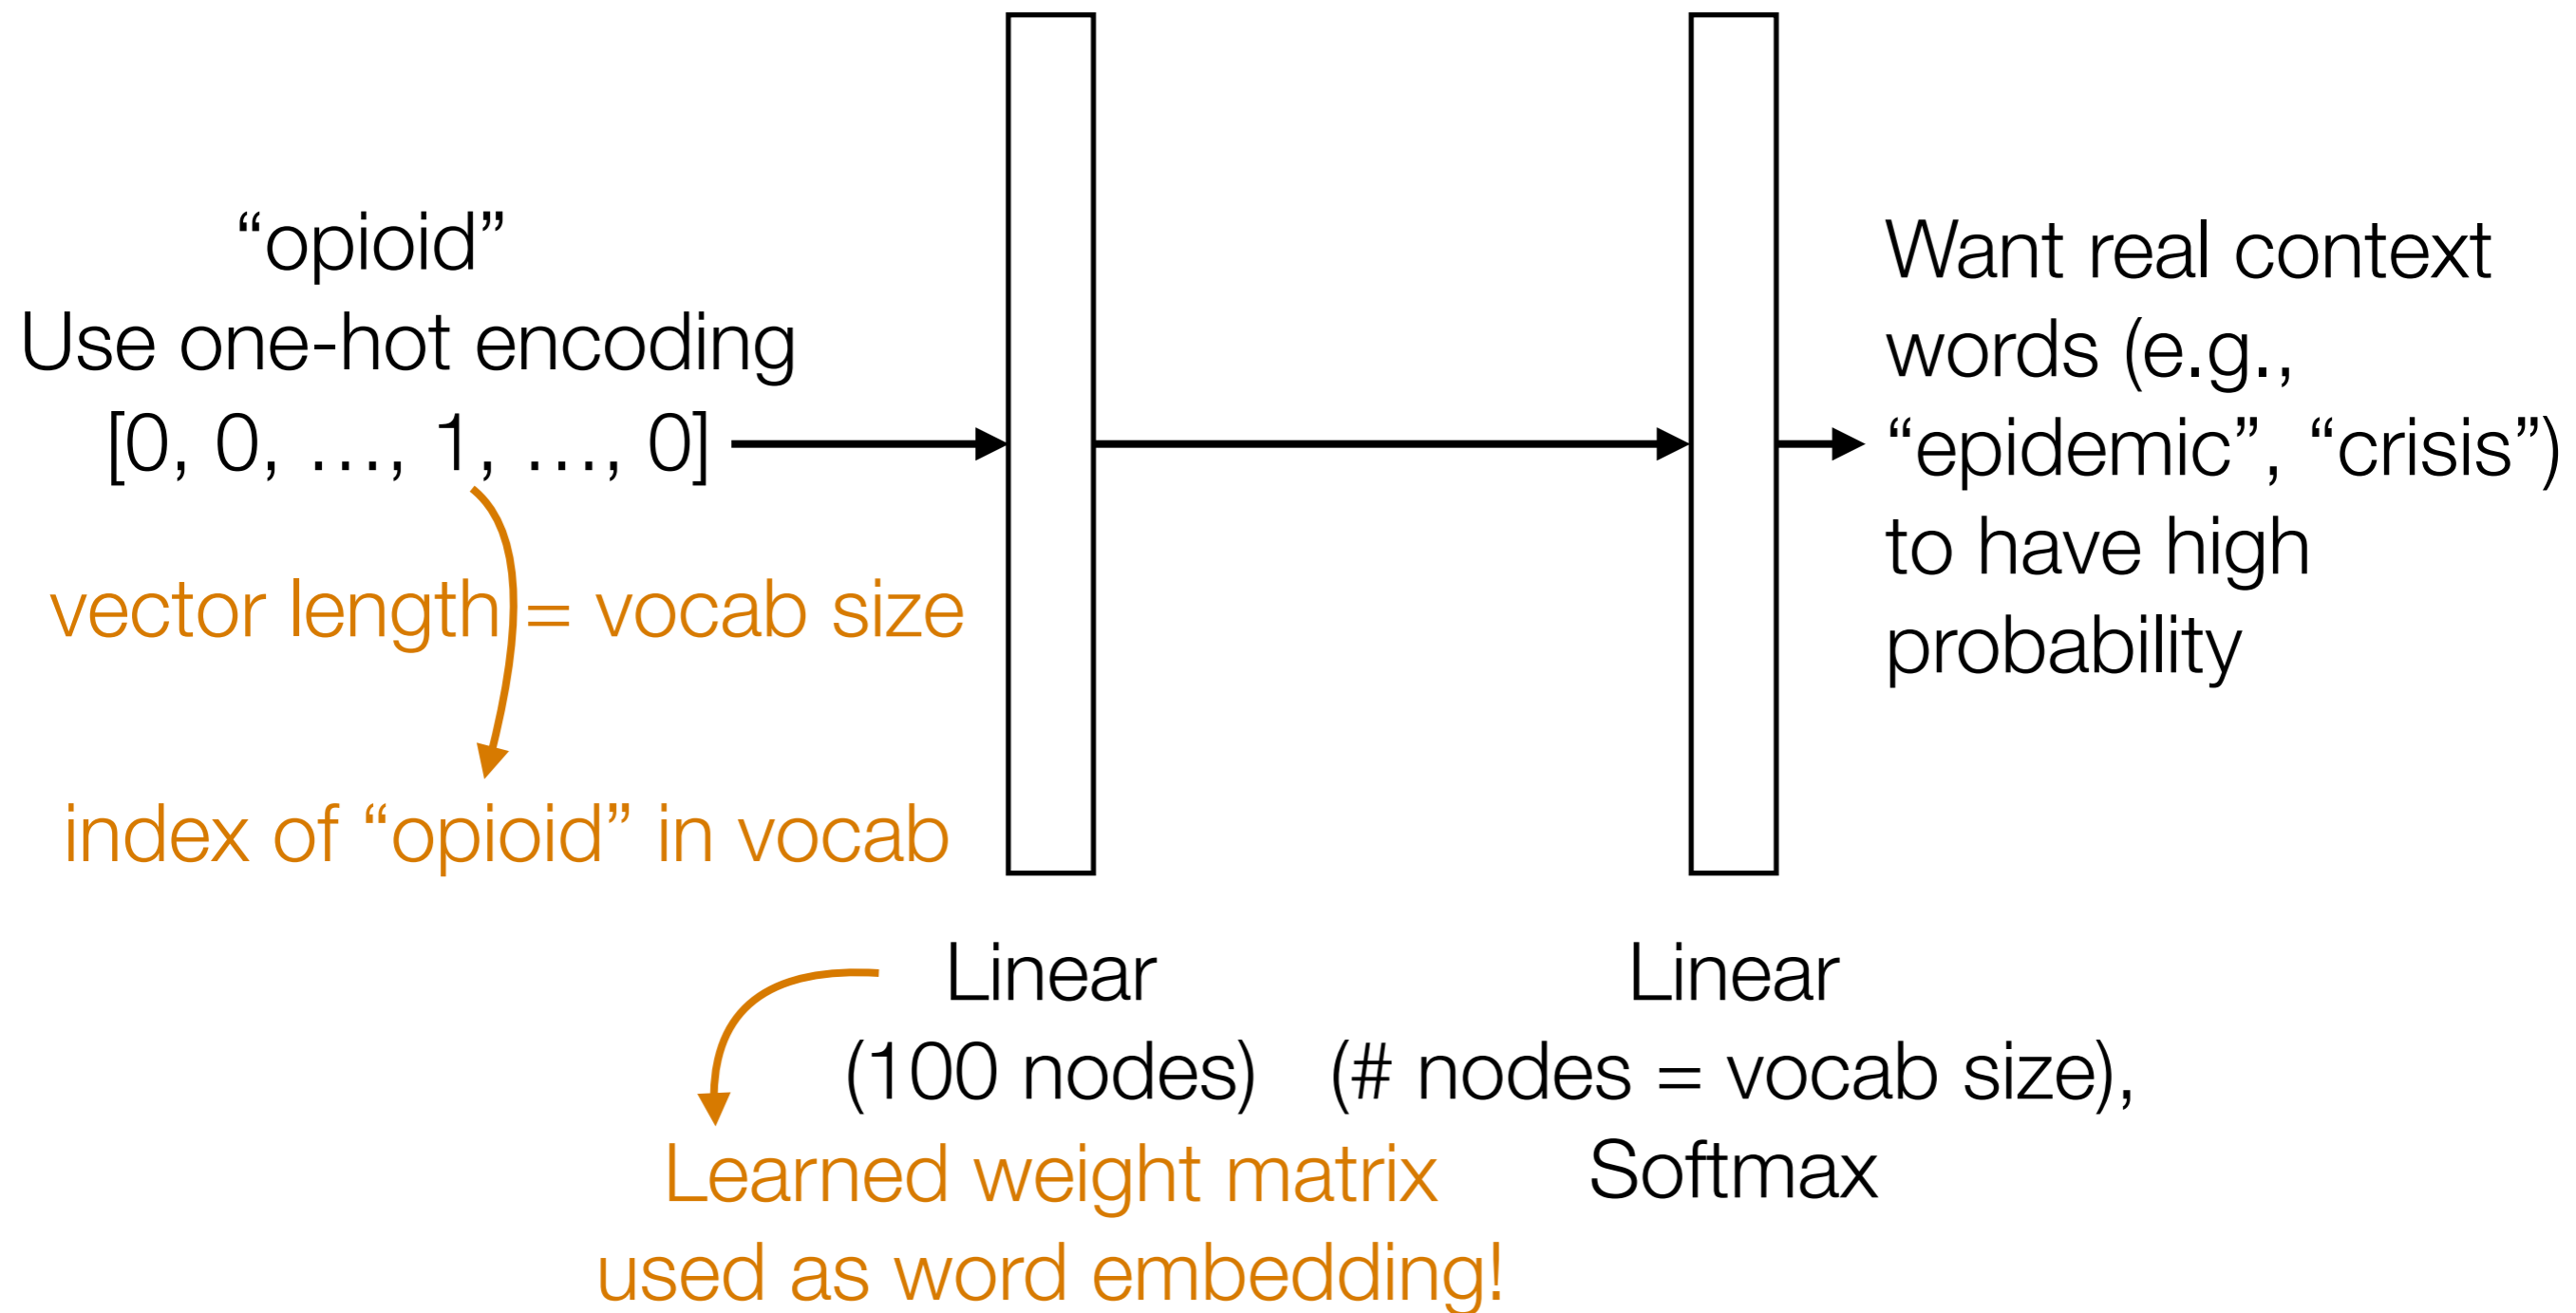 “opioid”
Use one-hot encoding
[0, 0, …, 1, …, 0]
vector length = vocab size
index of “opioid” in vocab
Want real context
words (e.g.,
“epidemic”, “crisis”)
to have high
probability
Linear
(100 nodes)
Learned weight matrix
used as word embedding!
Linear
(# nodes = vocab size),
Softmax